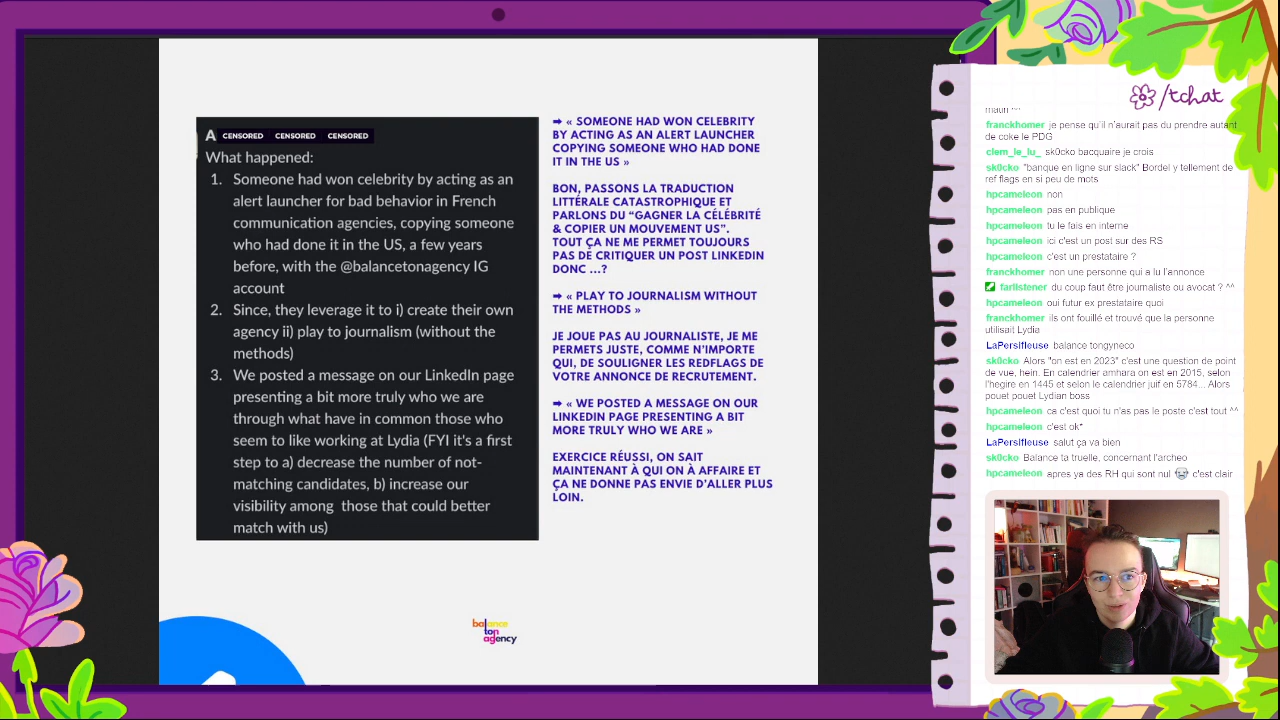 A CENSORED CENSORED CENSORED
What happened:
1. Someone had won celebrity by acting as an
alert launcher for bad behavior in French
communication agencies, copying someone
who had done it in the US, a few years
before, with the @balancetonagency IG
account
2. Since, they leverage it to i) create their own
agency ii) play to journalism (without the
methods)
3. We posted a message on our LinkedIn page
presenting a bit more truly who we are
through what have in common those who
seem to like working at Lydia (FYI it's a first
step to a) decrease the number of not-
matching candidates, b) increase our
visibility among those that could better
match with us)
➡ « SOMEONE HAD WON CELEBRITY
BY ACTING AS AN ALERT LAUNCHER
COPYING SOMEONE WHO HAD DONE
IT IN THE US »
BON, PASSONS LA TRADUCTION
LITTÉRALE CATASTROPHIQUE ET
PARLONS DU “GAGNER LA CÉLÉBRITÉ
& COPIER UN MOUVEMENT US”.
TOUT ÇA NE ME PERMET TOUJOURS
PAS DE CRITIQUER UN POST LINKEDIN
DONC ...?
➡ « PLAY TO JOURNALISM WITHOUT
THE METHODS »
JE JOUE PAS AU JOURNALISTE, JE ME
PERMETS JUSTE, COMME N’IMPORTE
QUI, DE SOULIGNER LES REDFLAGS DE
VOTRE ANNONCE DE RECRUTEMENT.
➡ « WE POSTED A MESSAGE ON OUR
LINKEDIN PAGE PRESENTING A BIT
MORE TRULY WHO WE ARE »
EXERCICE RÉUSSI, ON SAIT
MAINTENANT À QUI ON À AFFAIRE ET
ÇA NE DONNE PAS ENVIE D’ALLER PLUS
LOIN.
balance
ton
agency
/tchat
franckhomer je pense qu'il n'aurait pas du prendre autant
de coke le PDG
clem_le_lu_ sk0cko bacquaire je crois
sk0cko "banque en ligne sur slack" Bordel y tellement de
ref flags en si peu de mots
hpcameleon non
hpcameleon pas en publique
hpcameleon tu le fais en interne
hpcameleon ici c'est un post sur des RS
hpcameleon c'est un prestataire ?
franckhomer non une personne qui a lu l'annonce
farlistener du coup faut être journaliste ou avocat ? ^^
hpcameleon oui futur ex prestataire quoi
franckhomer ils ont fouillé et trouvé que la personne
utilisait Lydia
LaPersifleuse balance tongyneco
sk0cko Alors "on est en 2023" c'est une question de point
de vue, hein. En calendrier amhara on est en 2015, selon
l'hegire en 1445 et selon le calendrier juif en 5784... Alors
pouet pouet Lydian boss
hpcameleon ca c'est quoi tu n'as pas le poste c'est tout ^^
hpcameleon c'est ok*
LaPersifleuse salut ça va bien
sk0cko Balance ta truelle, concernant l'archeo
hpcameleon apres ya des RH qui sont nul c'est clair